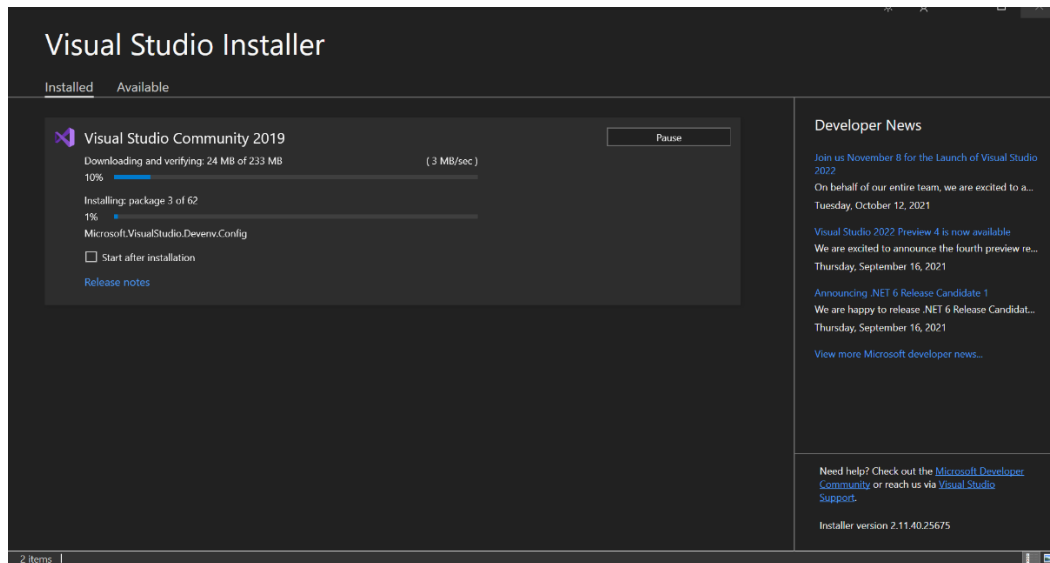 Visual Studio Installer
Installed Available
Visual Studio Community 2019
Pause
Downloading and verifying: 24 MB of 233 MB ( 3 MB/sec )
10%
Installing: package 3 of 62
1%
Microsoft.VisualStudio.Devenv.Config
Start after installation
Release notes
Developer News
Join us November 8 for the Launch of Visual Studio
2022
On behalf of our entire team, we are excited to a...
Tuesday, October 12, 2021
Visual Studio 2022 Preview 4 is now available
We are excited to announce the fourth preview re...
Thursday, September 16, 2021
Announcing .NET 6 Release Candidate 1
We are happy to release .NET 6 Release Candidat...
Thursday, September 16, 2021
View more Microsoft developer news...
Need help? Check out the Microsoft Developer
Community or reach us via Visual Studio
Support.
Installer version 2.11.40.25675
2 items